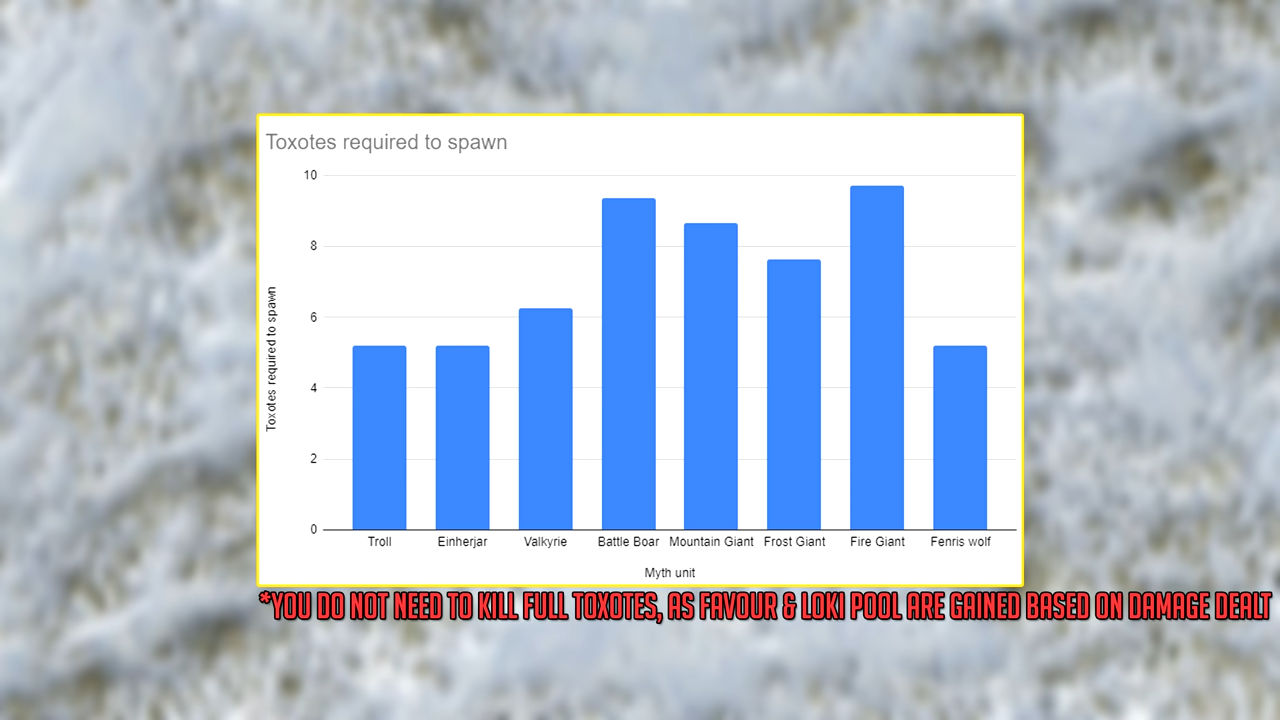 Toxotes required to spawn
10
8
6
4
2
0
Toxotes required to spawn
Troll Einherjar Valkyrie Battle Boar Mountain Giant Frost Giant Fire Giant Fenris wolf
Myth unit
*YOU DO NOT NEED TO KILL FULL TOXOTES, AS FAVOUR & LOKI POOL ARE GAINED BASED ON DAMAGE DEALT